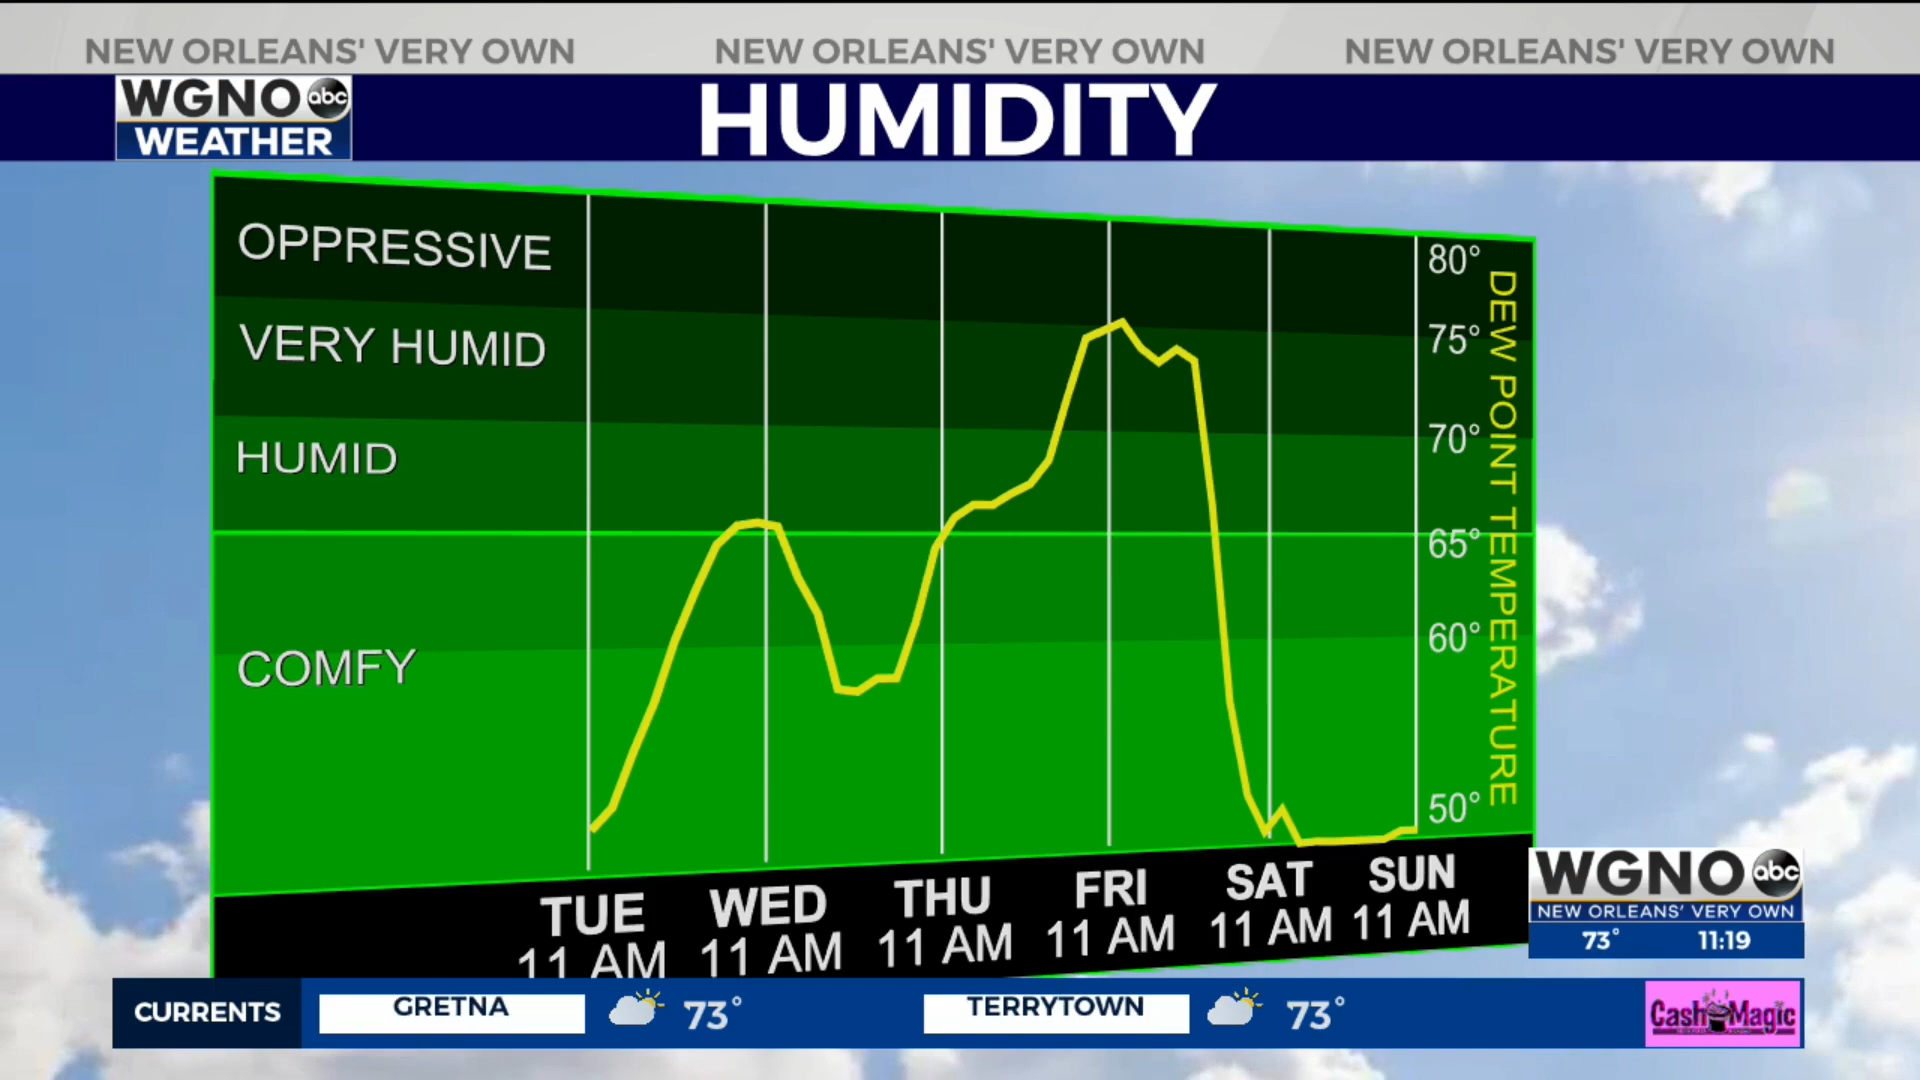 NEW ORLEANS' VERY OWN NEW ORLEANS' VERY OWN NEW ORLEANS' VERY OWN
WGNO abc
WEATHER
HUMIDITY
OPPRESSIVE
VERY HUMID
HUMID
COMFY
80°
75°
70°
65°
60°
50°
DEW POINT TEMPERATURE
TUE WED THU FRI SAT SUN
11 AM 11 AM 11 AM 11 AM 11 AM 11 AM
WGNO abc
NEW ORLEANS' VERY OWN
73° 11:19
CURRENTS GRETNA 73° TERRYTOWN 73°
Cash Magic